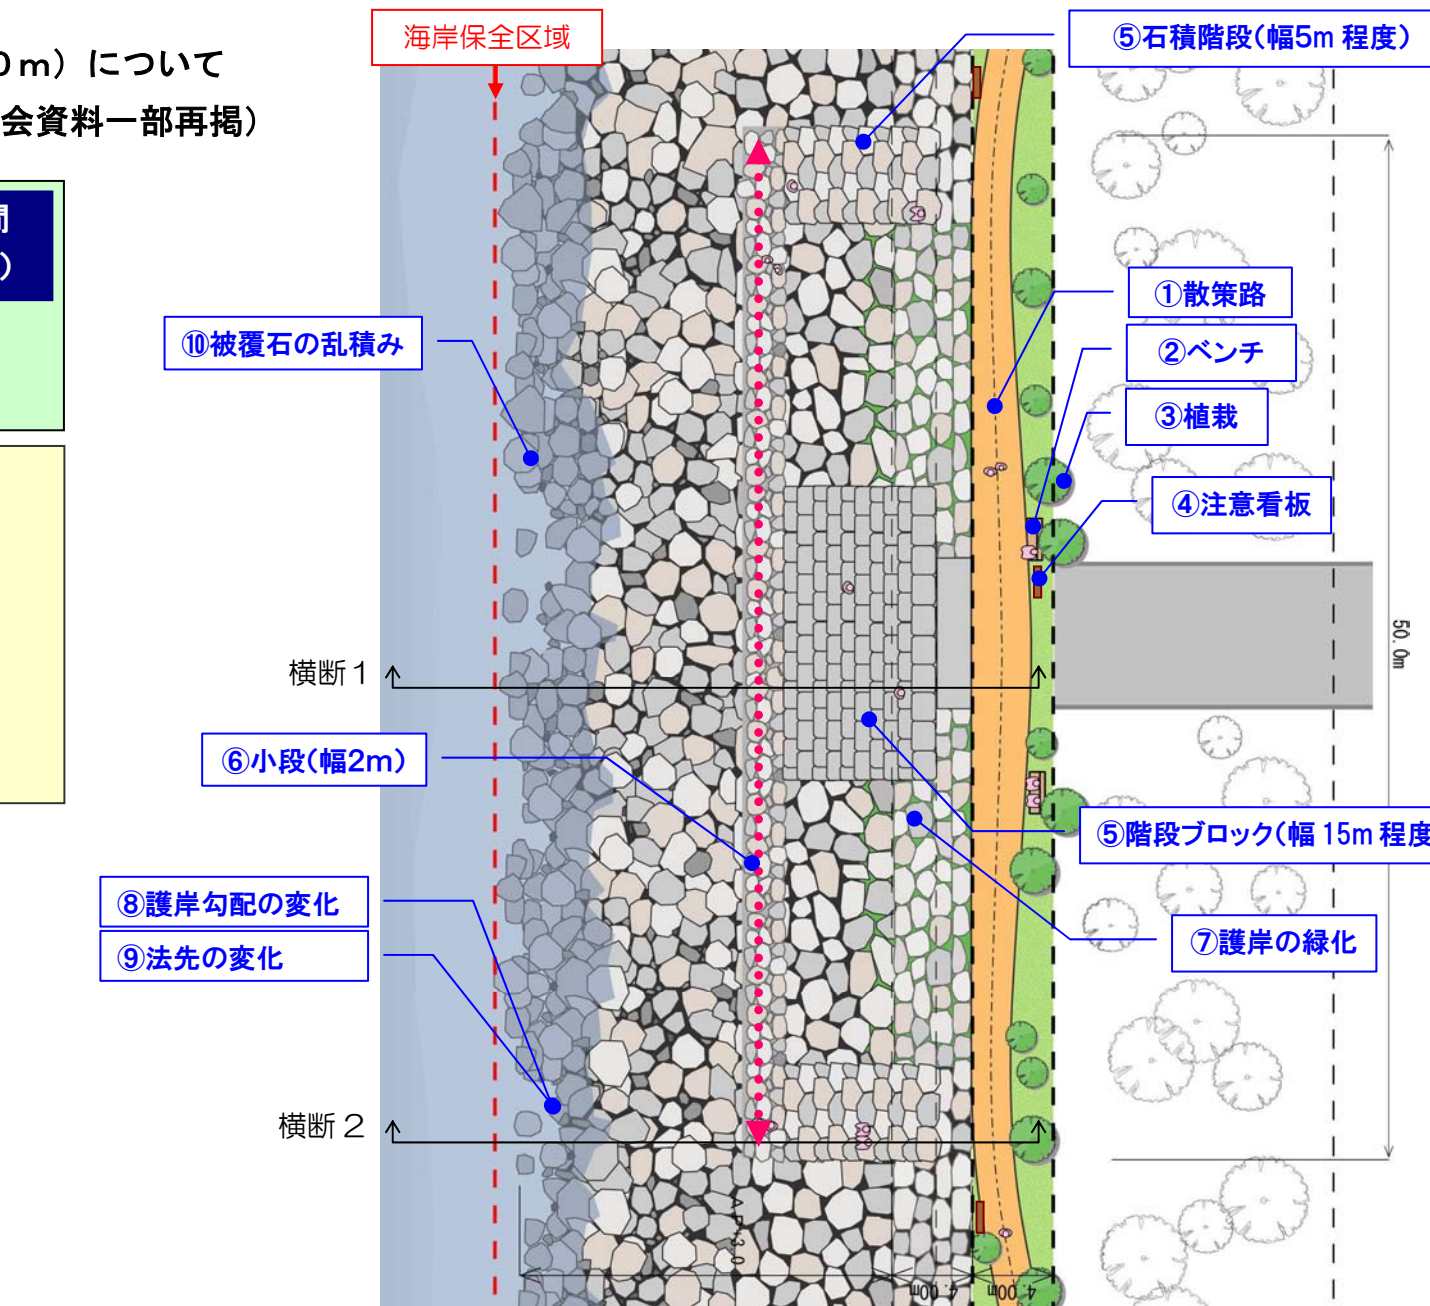 0m）について
会資料一部再掲）
間
）
海岸保全区域
⑤石積階段（幅5m 程度）
①散策路
②ベンチ
③植栽
④注意看板
⑩被覆石の乱積み
50.0m
横断１
⑥小段（幅2m）
⑤階段ブロック（幅 15m 程度
⑧護岸勾配の変化
⑨法先の変化
⑦護岸の緑化
横断２
A.P+3.0
4.00m
4.00m